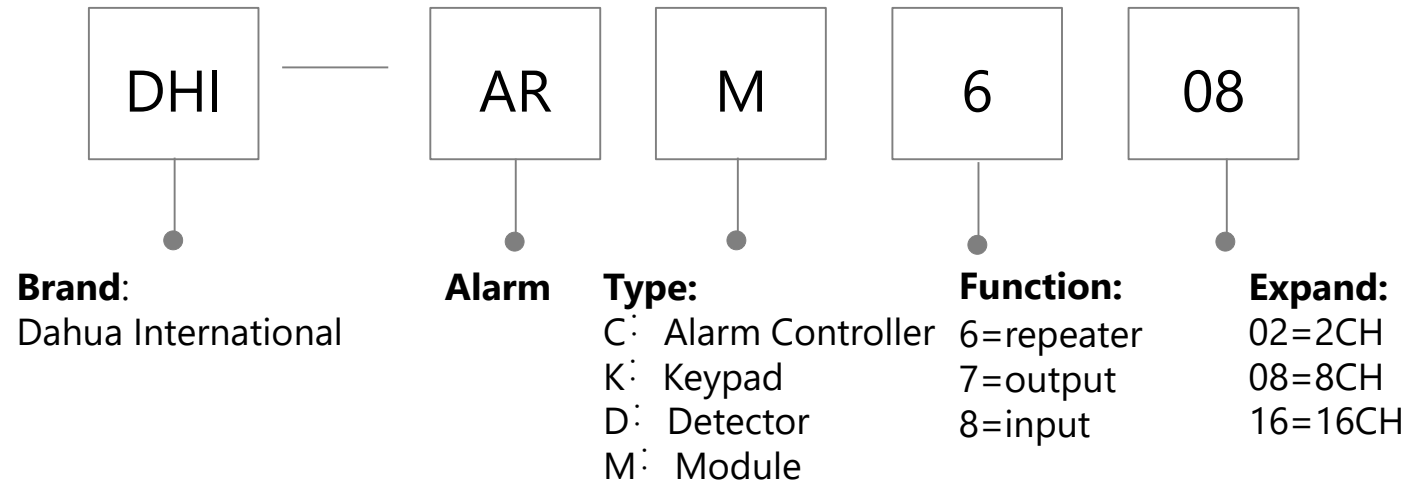 DHI — AR M 6 08
Brand:
Dahua International
Alarm
Type:
C: Alarm Controller
K: Keypad
D: Detector
M: Module
Function:
6=repeater
7=output
8=input
Expand:
02=2CH
08=8CH
16=16CH